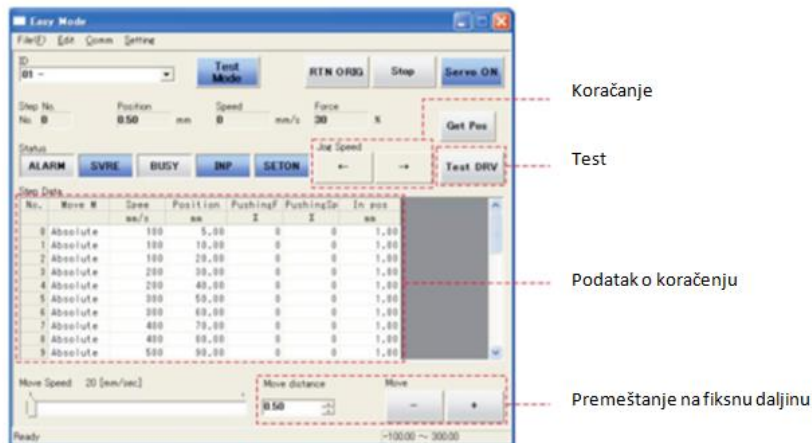 Easy Mode
File(F) Edit Comm Setting
ID
01 -
Test Mode
RTN ORIG
Stop
Servo ON
Step No. Position Speed Force
No. 0 0.50 mm 0 mm/s 30 %
Get Pos
Koračanje
Status
Jog Speed
ALARM SVRE BUSY INP SETON ← → Test DRV
Test
Step Data
No. Move M Spee Position PushingF PushingSp In pos
mm/s mm % % mm
0 Absolute 100 5.00 0 0 1.00
1 Absolute 100 10.00 0 0 1.00
2 Absolute 100 20.00 0 0 1.00
3 Absolute 200 30.00 0 0 1.00
4 Absolute 200 40.00 0 0 1.00
5 Absolute 300 50.00 0 0 1.00
6 Absolute 300 60.00 0 0 1.00
7 Absolute 400 70.00 0 0 1.00
8 Absolute 400 80.00 0 0 1.00
9 Absolute 500 90.00 0 0 1.00
Podatak o koračenju
Move Speed 20 [mm/sec]
Move distance
Move
0.50 - +
Premeštanje na fiksnu daljinu
Ready
-100.00 ~ 300.00